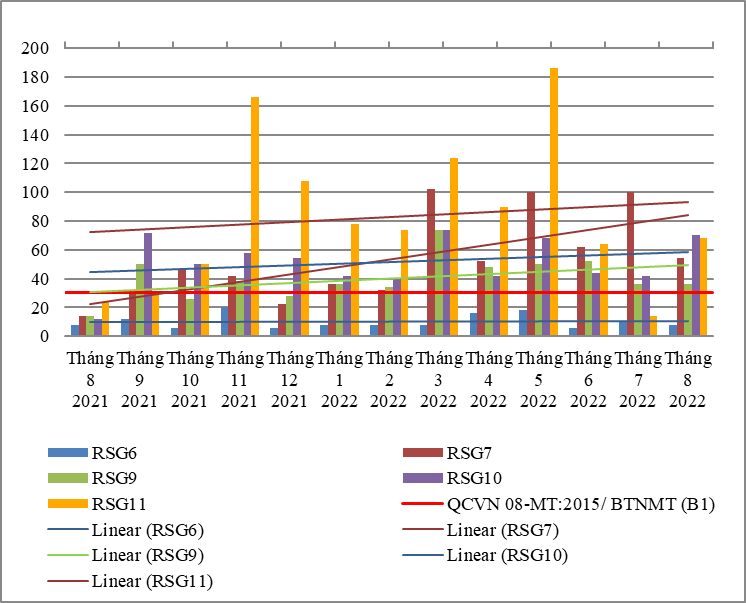 200
180
160
140
120
100
80
60
40
20
0
Tháng Tháng Tháng Tháng Tháng Tháng Tháng Tháng Tháng Tháng Tháng Tháng Tháng
8 9 10 11 12 1 2 3 4 5 6 7 8
2021 2021 2021 2021 2021 2022 2022 2022 2022 2022 2022 2022 2022
RSG6 RSG7
RSG9 RSG10
RSG11 QCVN 08-MT:2015/ BTNMT (B1)
Linear (RSG6) Linear (RSG7)
Linear (RSG9) Linear (RSG10)
Linear (RSG11)